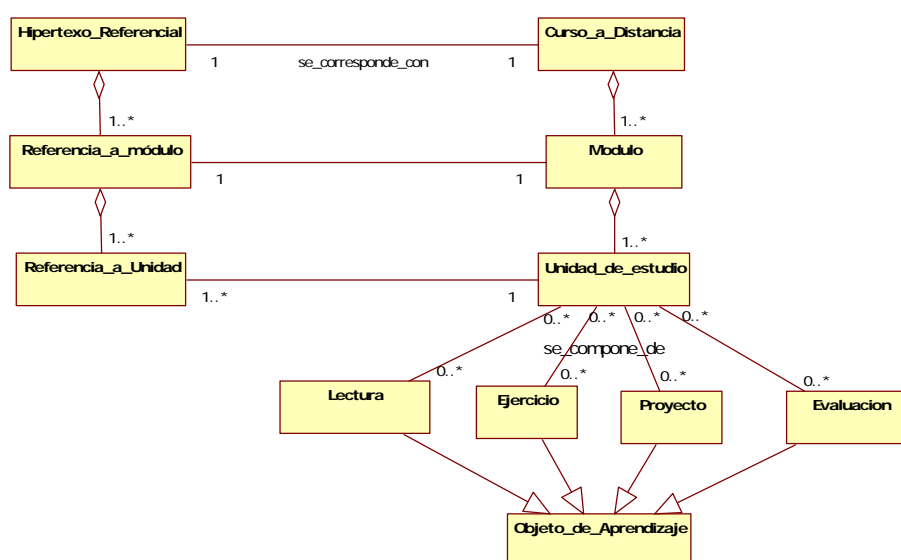 Hipertexo_Referencial
Curso_a_Distancia
1 se_corresponde_con 1
1..* 1..*
Referencia_a_módulo
Modulo
1 1
1..* 1..*
Referencia_a_Unidad
Unidad_de_estudio
1..* 1
0..* 0..* 0..* 0..*
se_compone_de
0..* 0..* 0..* 0..*
Lectura
Ejercicio
Proyecto
Evaluacion
Objeto_de_Aprendizaje